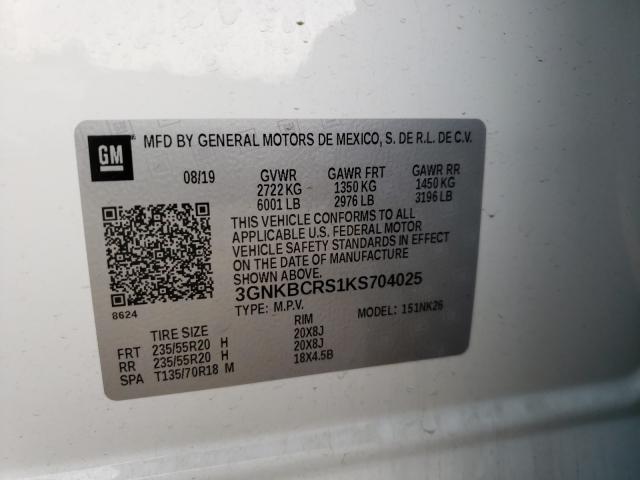 GM
MFD BY GENERAL MOTORS DE MEXICO, S. DE R.L. DE C.V.
08/19 GVWR GAWR FRT GAWR RR
2722 KG 1350 KG 1450 KG
6001 LB 2976 LB 3196 LB
THIS VEHICLE CONFORMS TO ALL
APPLICABLE U.S. FEDERAL MOTOR
VEHICLE SAFETY STANDARDS IN EFFECT
ON THE DATE OF MANUFACTURE
SHOWN ABOVE.
8624
3GNKBCRS1KS704025
TYPE: M.P.V. MODEL: 151NK26
TIRE SIZE RIM
FRT 235/55R20 H 20X8J
RR 235/55R20 H 20X8J
SPA T135/70R18 M 18X4.5B